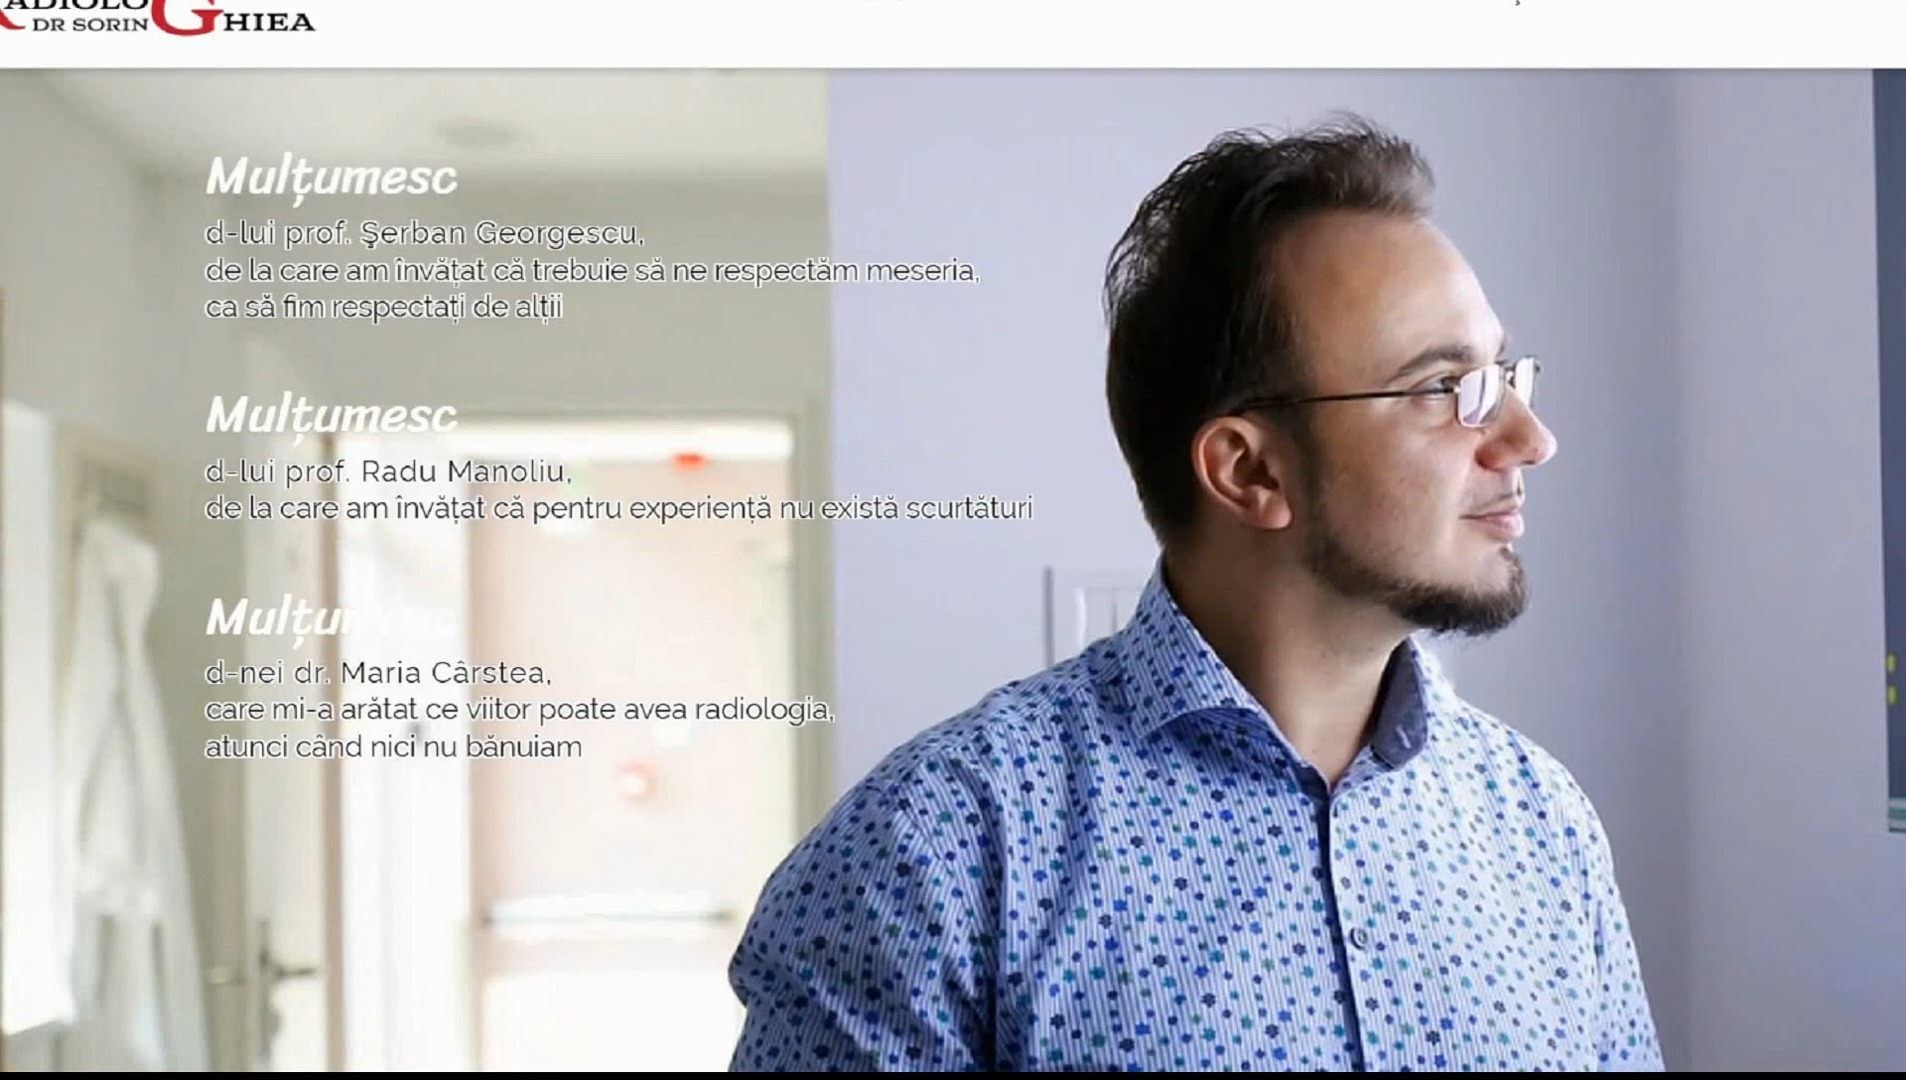 DR SORIN GHIEA
Mulțumesc
d-lui prof. Şerban Georgescu,
de la care am învățat că trebuie să ne respectăm meseria,
ca să fim respectați de alții
Mulțumesc
d-lui prof. Radu Manoliu,
de la care am învățat că pentru experiență nu există scurtături
d-nei dr. Maria Cârstea,
care mi-a arătat ce viitor poate avea radiologia,
atunci când nici nu bănuiam